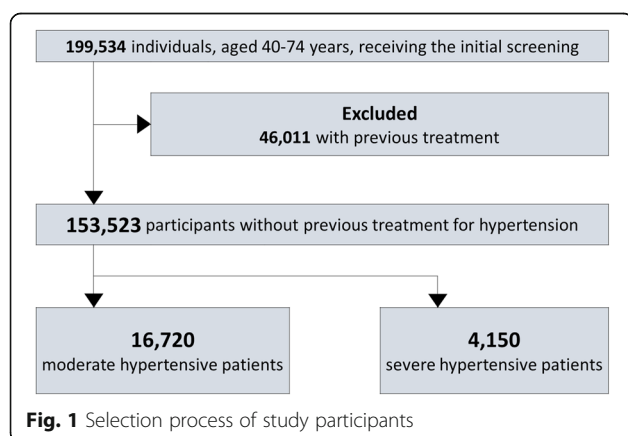 199,534 individuals, aged 40-74 years, receiving the initial screening
Excluded
46,011 with previous treatment
153,523 participants without previous treatment for hypertension
16,720
moderate hypertensive patients
4,150
severe hypertensive patients
Fig. 1 Selection process of study participants